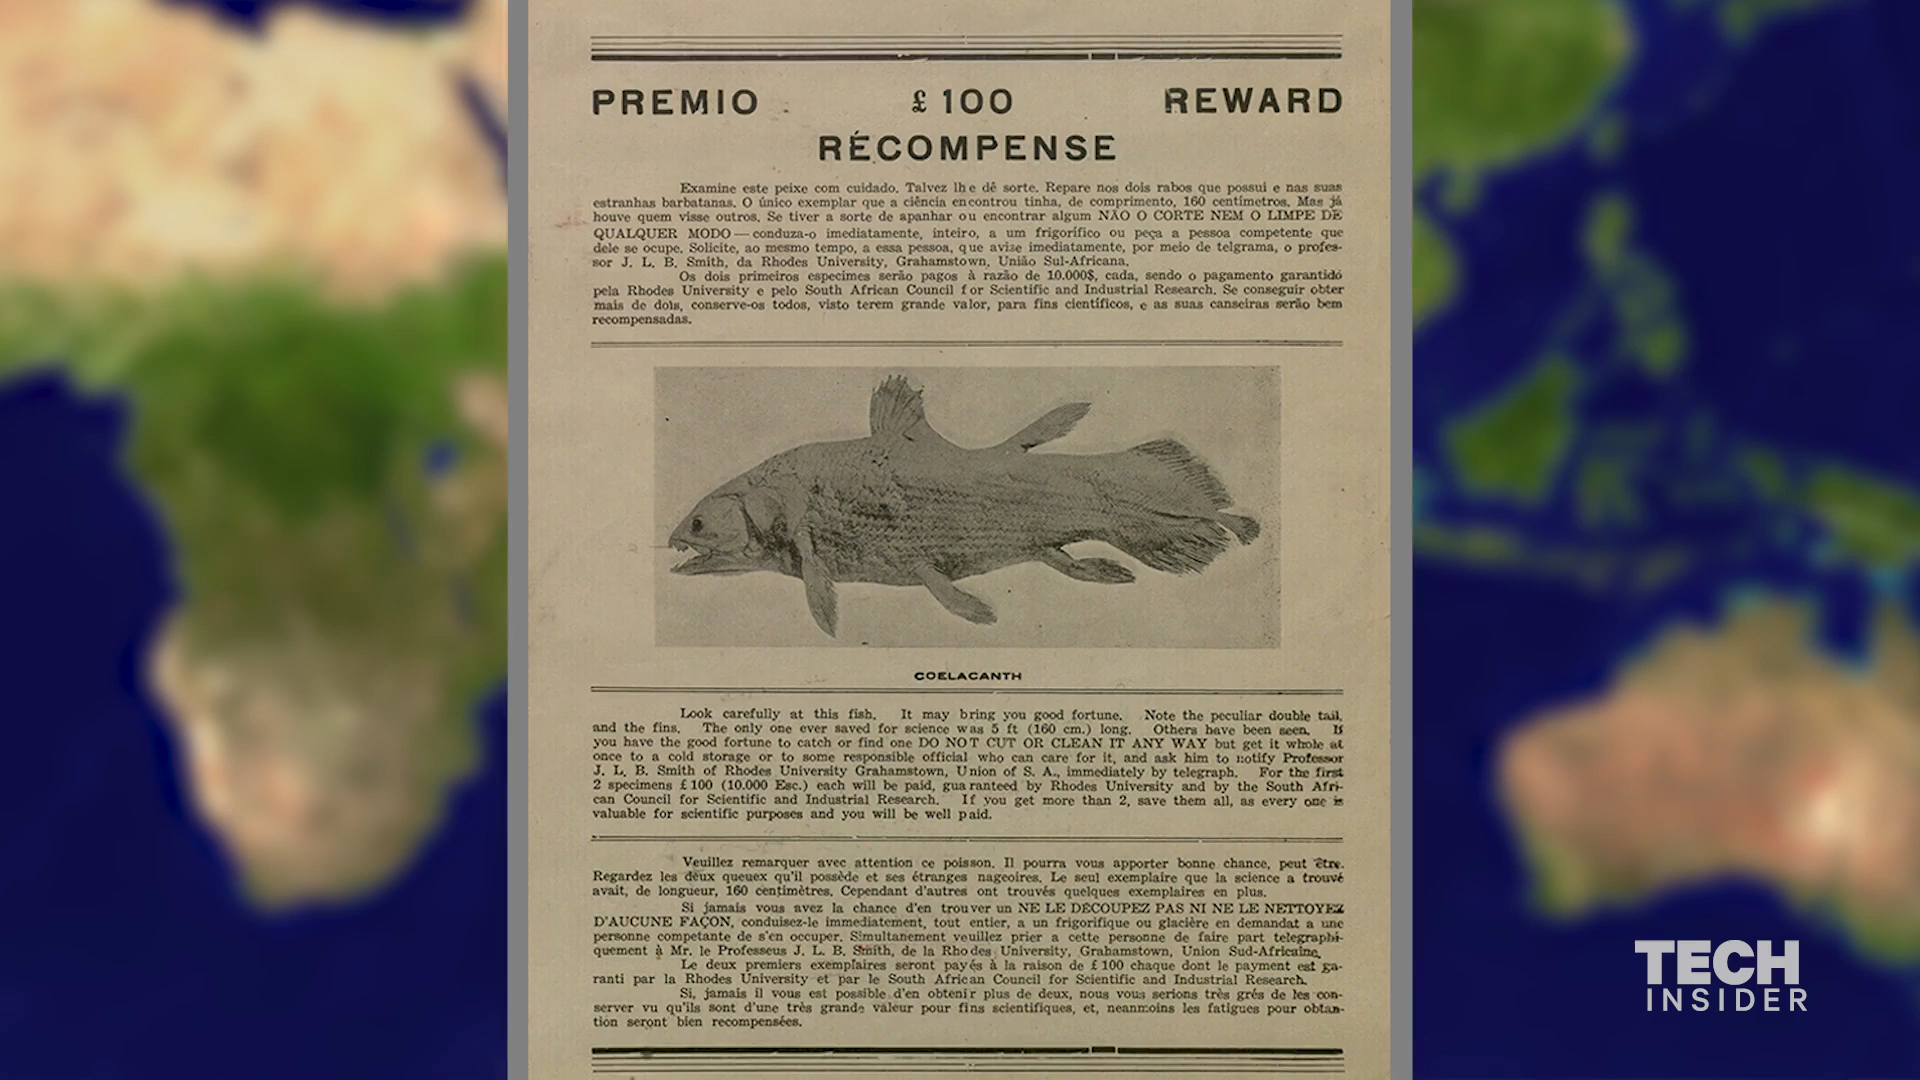 PREMIO £ 100 REWARD
RÉCOMPENSE
Examine este peixe com cuidado. Talvez lhe dê sorte. Repare nos dois rabos que possui e nas suas
estranhas barbatanas. O único exemplar que a ciência encontrou tinha, de comprimento, 160 centímetros. Mas já
houve quem visse outros. Se tiver a sorte de apanhar ou encontrar algum NÃO O CORTE NEM O LIMPE DE
QUALQUER MODO — conduza-o imediatamente, inteiro, a um frigorífico ou peça a pessoa competente que
dele se ocupe. Solicite, ao mesmo tempo, a essa pessoa, que avise imediatamente, por meio de telgrama, o profes-
sor J. L. B. Smith, da Rhodes University, Grahamstown, União Sul-Africana.
Os dois primeiros especimes serão pagos à razão de 10.000$, cada, sendo o pagamento garantido
pela Rhodes University e pelo South African Council for Scientific and Industrial Research. Se conseguir obter
mais de dois, conserve-os todos, visto terem grande valor, para fins científicos, e as suas canseiras serão bem
recompensadas.
COELACANTH
Look carefully at this fish. It may bring you good fortune. Note the peculiar double tail,
and the fins. The only one ever saved for science was 5 ft (160 cm.) long. Others have been seen. If
you have the good fortune to catch or find one DO NOT CUT OR CLEAN IT ANY WAY but get it whole at
once to a cold storage or to some responsible official who can care for it, and ask him to notify Professor
J. L. B. Smith of Rhodes University Grahamstown, Union of S. A., immediately by telegraph. For the first
2 specimens £ 100 (10.000 Esc.) each will be paid, guaranteed by Rhodes University and by the South Afri-
can Council for Scientific and Industrial Research. If you get more than 2, save them all, as every one is
valuable for scientific purposes and you will be well paid.
Veuillez remarquer avec attention ce poisson. Il pourra vous apporter bonne chance, peut être.
Regardez les deux queuex qu'il possède et ses étranges nageoires. Le seul exemplaire que la science a trouvé
avait, de longueur, 160 centimètres. Cependant d'autres ont trouvés quelques exemplaires en plus.
Si jamais vous avez la chance d'en trouver un NE LE DÉCOUPEZ PAS NI NE LE NETTOYEZ
D'AUCUNE FAÇON, conduisez-le immediatement, tout entier, a un frigorifique ou glacière en demandat a une
personne competante de s'en occuper. Simultanement veuillez prier a cette personne de faire part telegraphi-
quement à Mr. le Professeus J. L. B. Smith, de la Rhodes University, Grahamstown, Union Sud-Africaine.
Le deux premiers exemplaires seront payés à la raison de £ 100 chaque dont le payment est ga-
ranti par la Rhodes University et par le South African Council for Scientific and Industrial Research.
Si, jamais il vous est possible d'en obtenir plus de deux, nous vous serions très grés de les con-
server vu qu'ils sont d'une très grande valeur pour fins scientifiques, et, neanmoins les fatigues pour obtan-
tion seront bien recompensées.
TECH
INSIDER